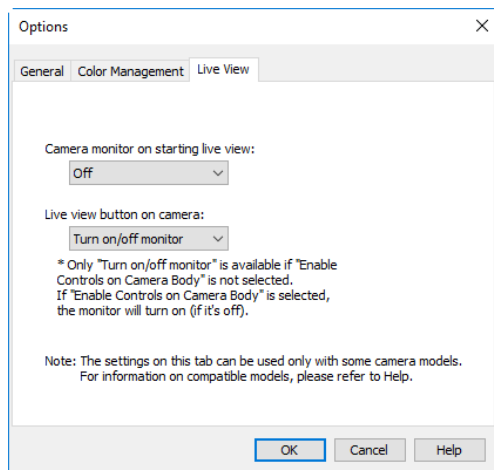 Options
General Color Management Live View
Camera monitor on starting live view:
Off
Live view button on camera:
Turn on/off monitor
* Only "Turn on/off monitor" is available if "Enable
Controls on Camera Body" is not selected.
If "Enable Controls on Camera Body" is selected,
the monitor will turn on (if it's off).
Note: The settings on this tab can be used only with some camera models.
For information on compatible models, please refer to Help.
OK Cancel Help